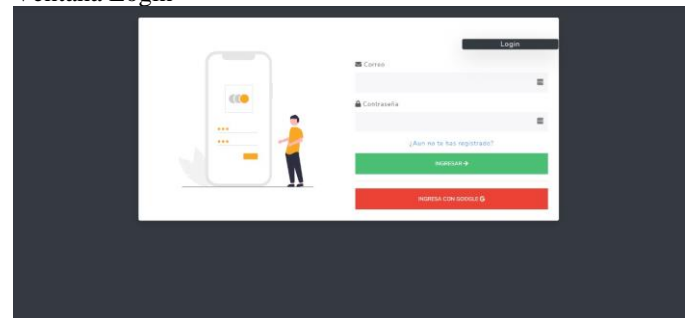 Ventana Login
Login
Correo
Contraseña
¿Aun no te has registrado?
INGRESAR
INGRESA CON GOOGLE G